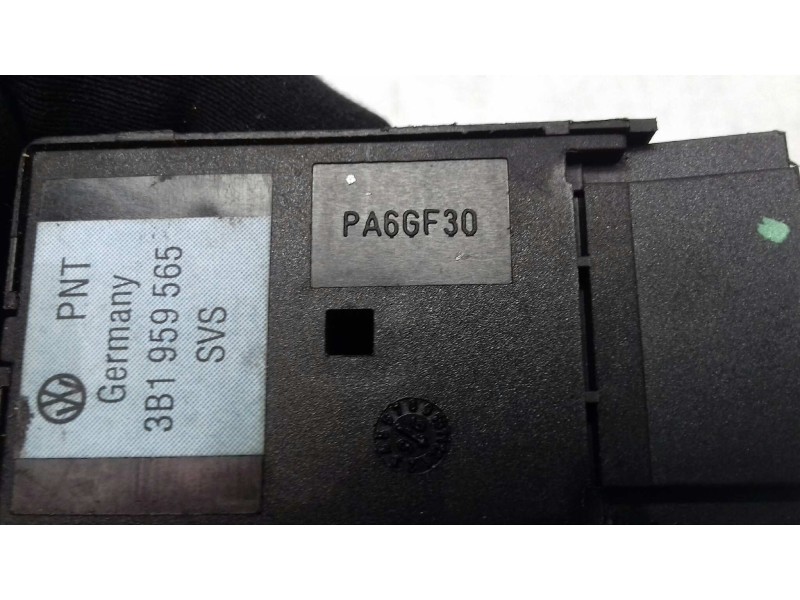 PNT
Germany
3B1 959 565
SVS
PA6GF30